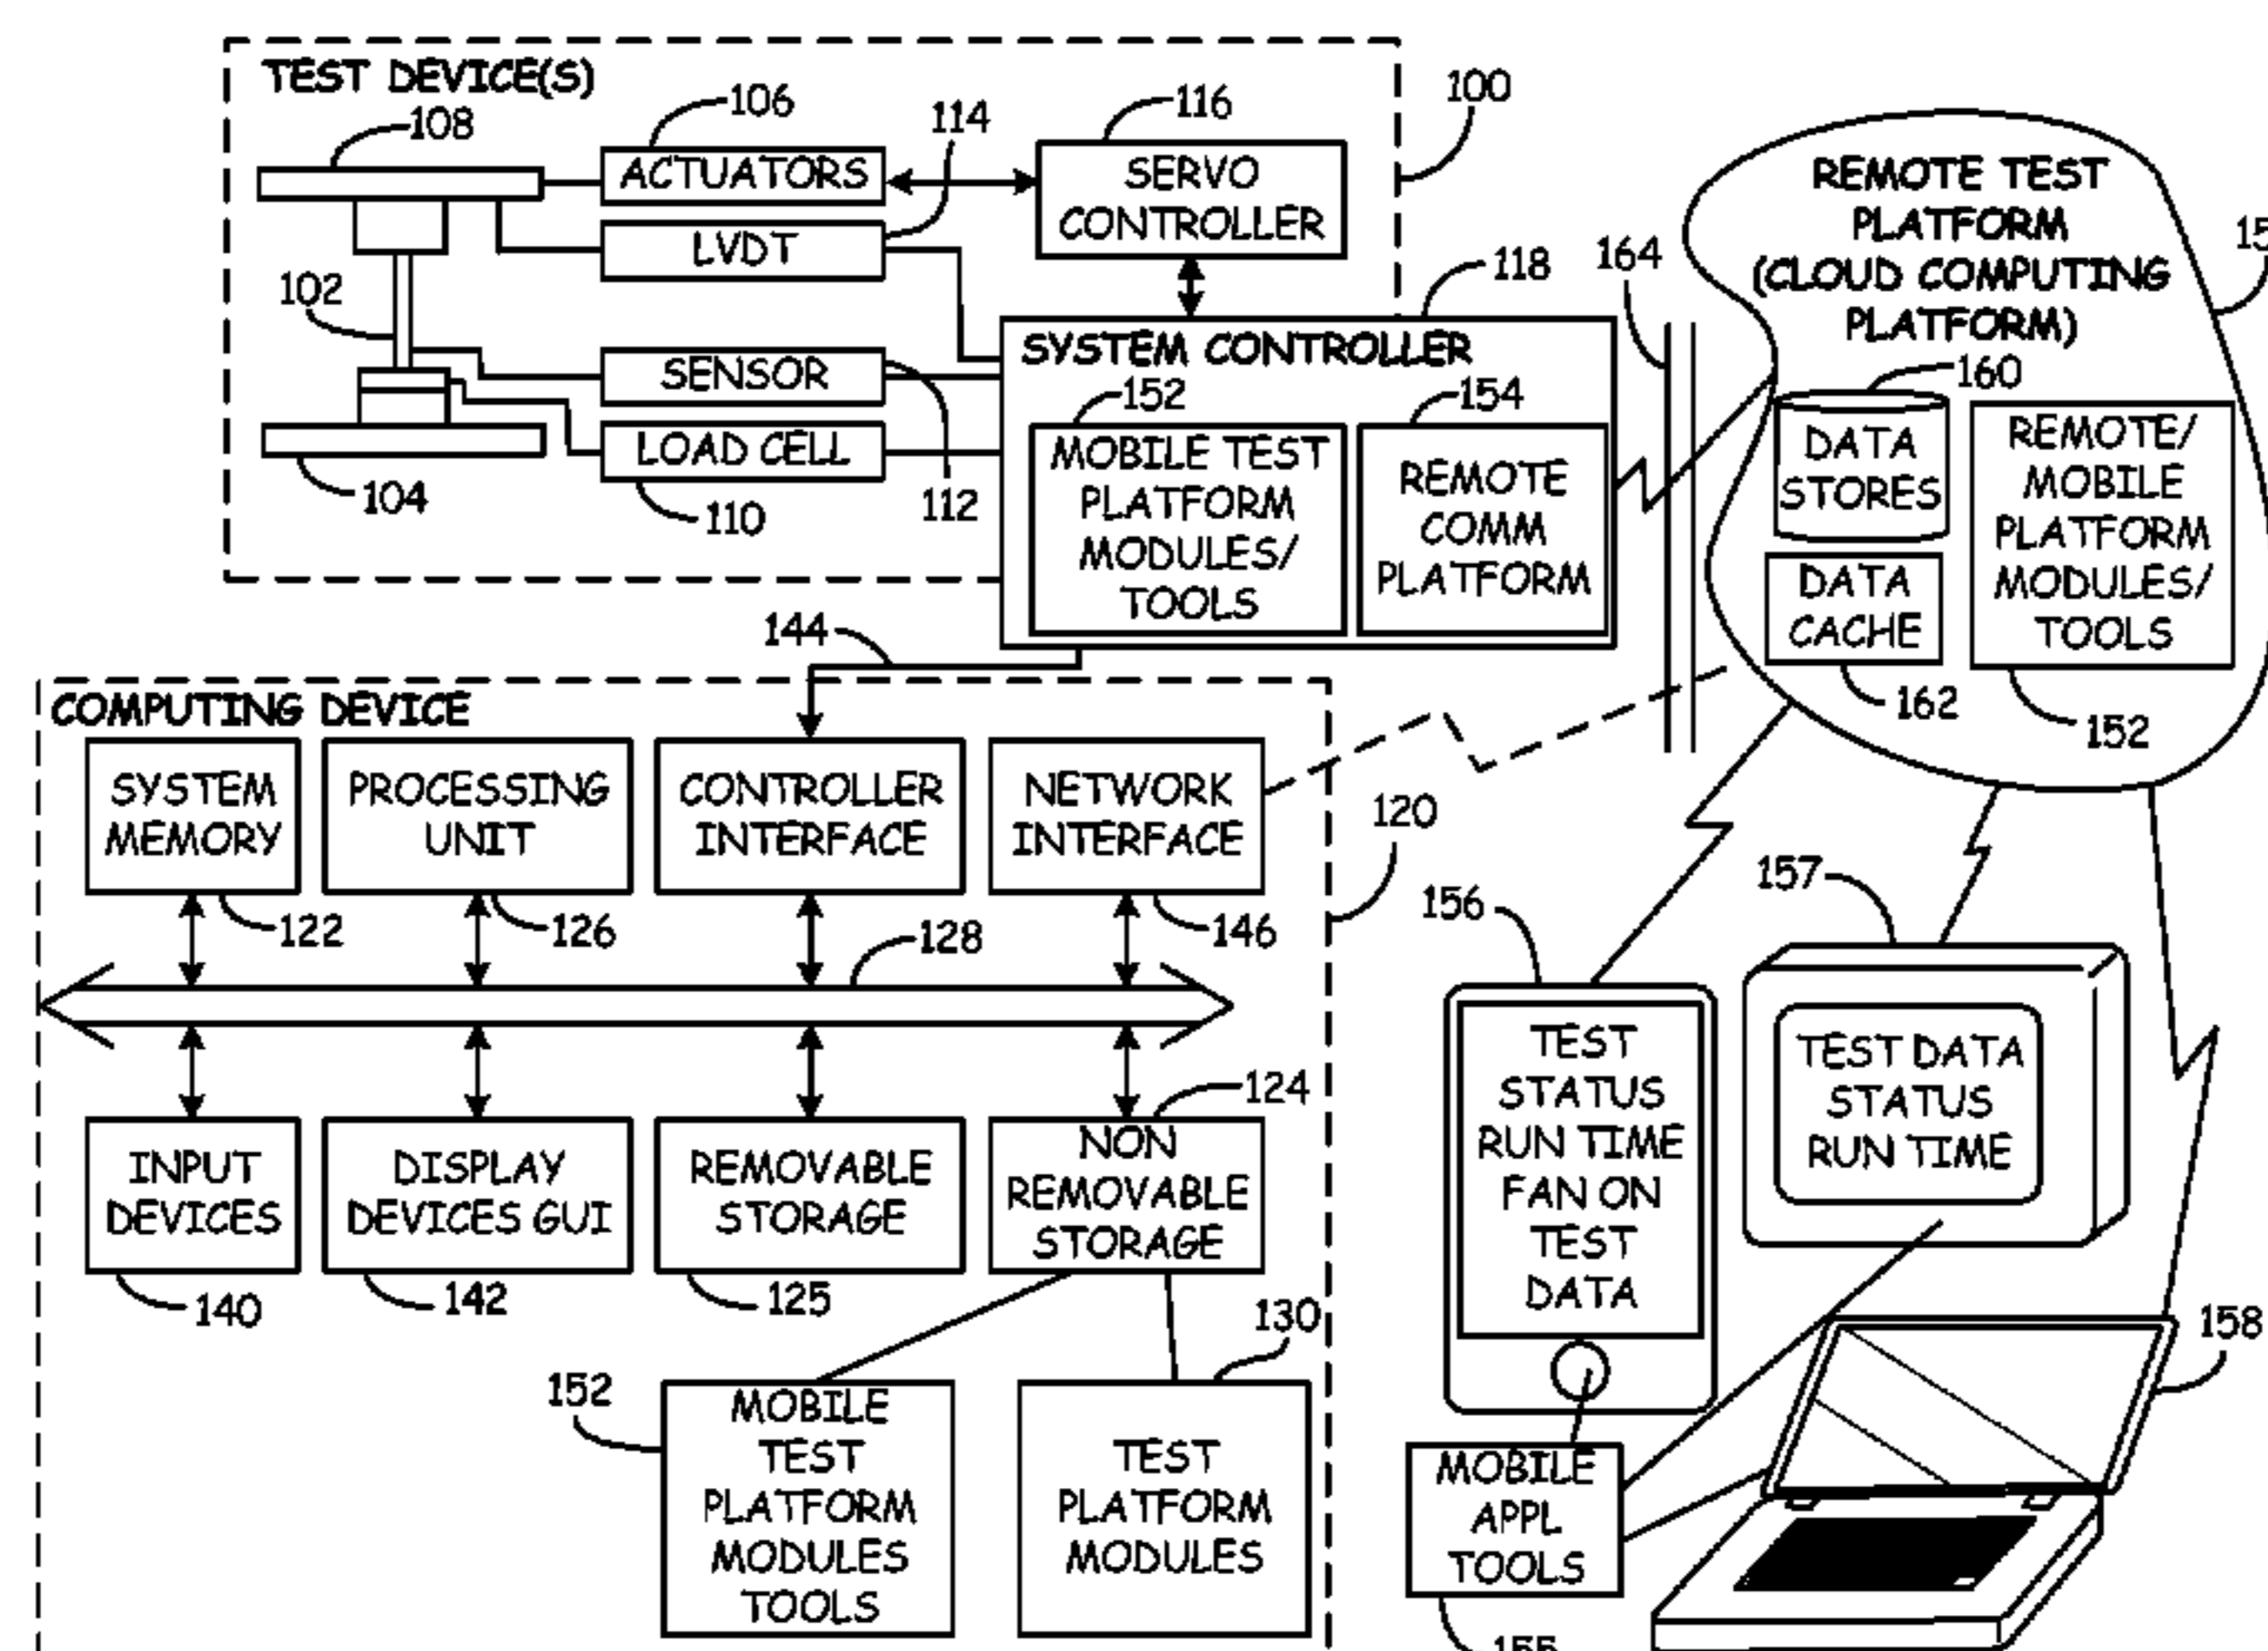 TEST DEVICE(S)
108
106
114
116
100
ACTUATORS
SERVO
CONTROLLER
LVDT
102
118
164
SENSOR
LOAD CELL
104
110
112
SYSTEM CONTROLLER
152
154
MOBILE TEST
PLATFORM
MODULES/
TOOLS
REMOTE
COMM
PLATFORM
REMOTE TEST
PLATFORM
(CLOUD COMPUTING
PLATFORM)
160
DATA
STORES
REMOTE/
MOBILE
PLATFORM
MODULES/
TOOLS
DATA
CACHE
162
152
144
COMPUTING DEVICE
SYSTEM
MEMORY
PROCESSING
UNIT
CONTROLLER
INTERFACE
NETWORK
INTERFACE
120
122
126
128
146
124
INPUT
DEVICES
DISPLAY
DEVICES GUI
REMOVABLE
STORAGE
NON
REMOVABLE
STORAGE
140
142
125
130
152
MOBILE
TEST
PLATFORM
MODULES
TOOLS
TEST
PLATFORM
MODULES
156
157
TEST
STATUS
RUN TIME
FAN ON
TEST
DATA
TEST DATA
STATUS
RUN TIME
158
MOBILE
APPL
TOOLS